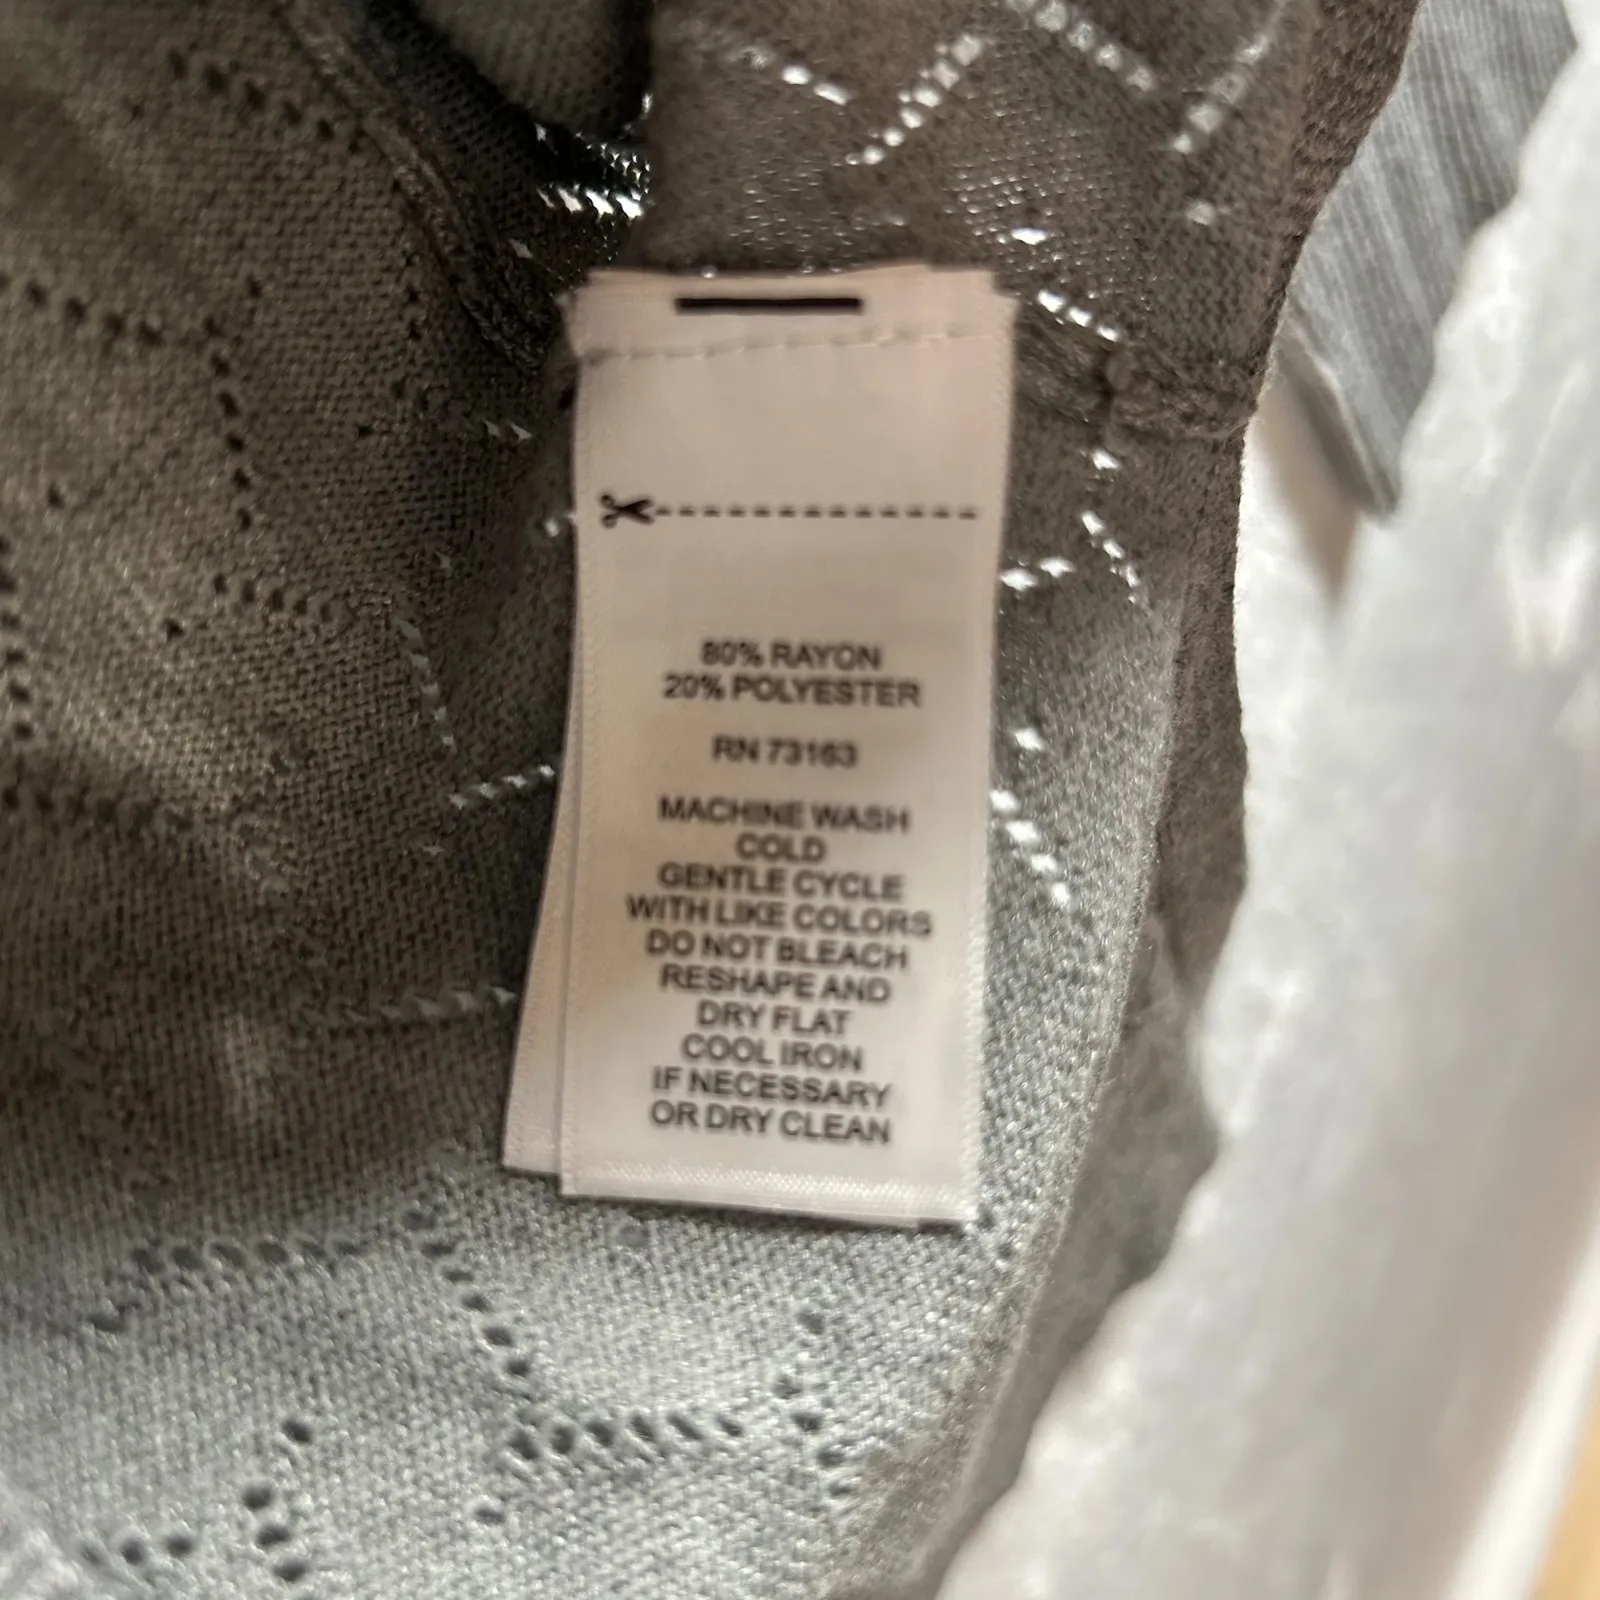 80% RAYON
20% POLYESTER
RN 73163
MACHINE WASH
COLD
GENTLE CYCLE
WITH LIKE COLORS
DO NOT BLEACH
RESHAPE AND
DRY FLAT
COOL IRON
IF NECESSARY
OR DRY CLEAN